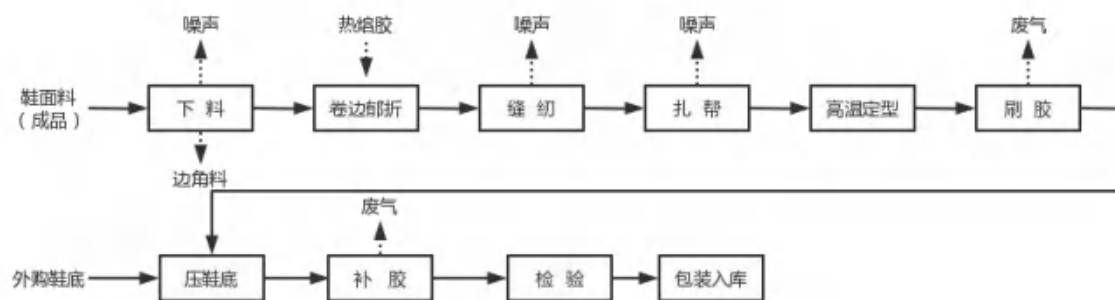 噪声
热熔胶
噪声
噪声
废气
鞋面料
（成品）
下 料
卷边郁折
缝 纫
扎 帮
高温定型
刷 胶
边角料
废气
外购鞋底
压鞋底
补 胶
检 验
包装入库